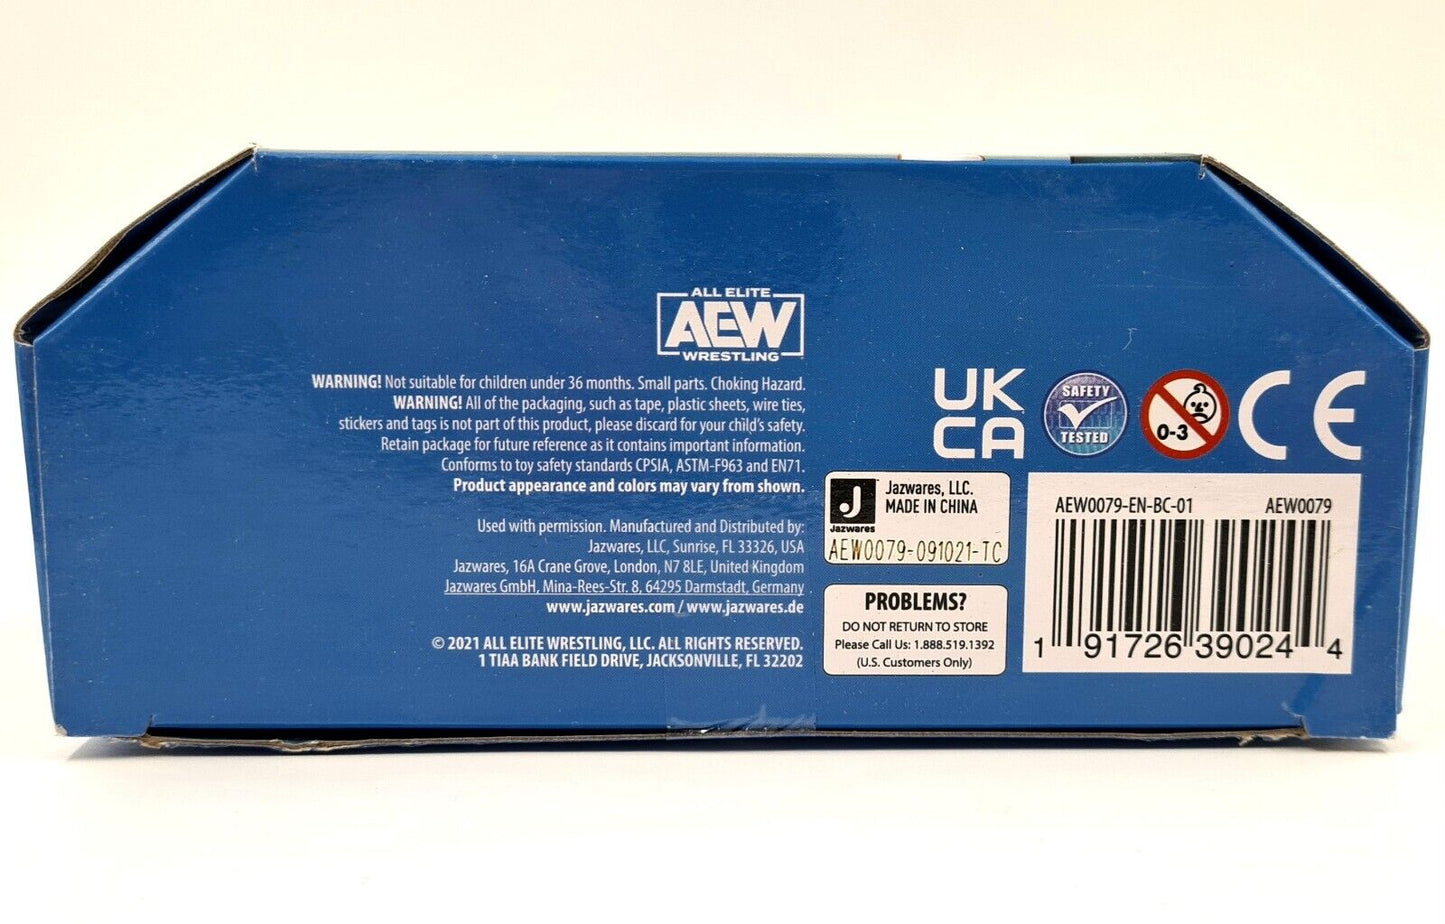 ALL ELITE
AEW
WRESTLING
WARNING! Not suitable for children under 36 months. Small parts. Choking Hazard.
WARNING! All of the packaging, such as tape, plastic sheets, wire ties,
stickers and tags is not part of this product, please discard for your child's safety.
Retain package for future reference as it contains important information.
Conforms to toy safety standards CPSIA, ASTM-F963 and EN71.
Product appearance and colors may vary from shown.
Used with permission. Manufactured and Distributed by:
Jazwares, LLC, Sunrise, FL 33326, USA
Jazwares, 16A Crane Grove, London, N7 8LE, United Kingdom
Jazwares GmbH, Mina-Rees-Str. 8, 64295 Darmstadt, Germany
www.jazwares.com / www.jazwares.de
© 2021 ALL ELITE WRESTLING, LLC. ALL RIGHTS RESERVED.
1 TIAA BANK FIELD DRIVE, JACKSONVILLE, FL 32202
UK
CA
SAFETY
TESTED
0-3
CE
J
Jazwares
Jazwares, LLC.
MADE IN CHINA
AEW0079-091021-TC
PROBLEMS?
DO NOT RETURN TO STORE
Please Call Us: 1.888.519.1392
(U.S. Customers Only)
AEW0079-EN-BC-01 AEW0079
1 91726 39024 4